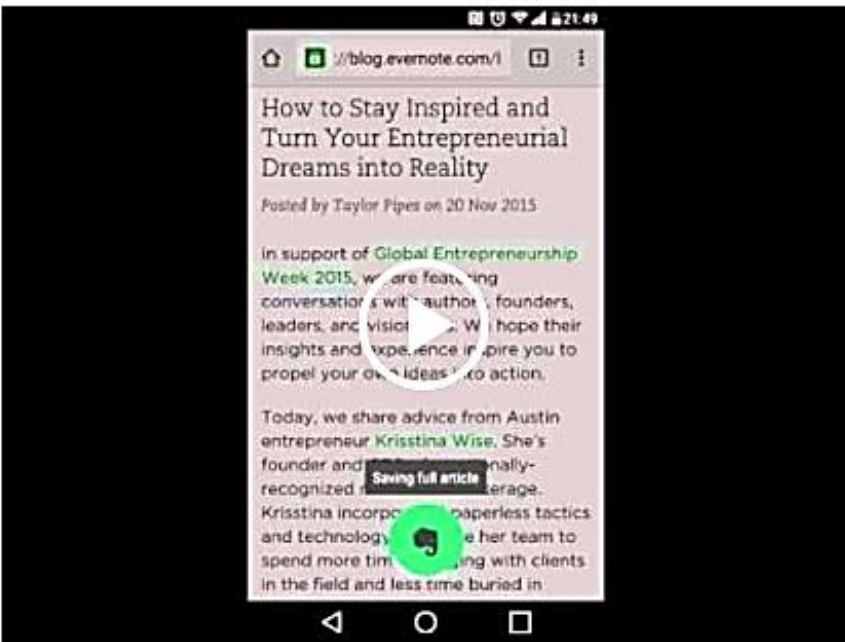 21:49
://blog.evernote.com/l
How to Stay Inspired and
Turn Your Entrepreneurial
Dreams into Reality
Posted by Taylor Pipes on 20 Nov 2015
In support of Global Entrepreneurship
Week 2015, we are featuring
conversations with authors, founders,
leaders, and We hope their
insights and experience inspire you to
propel your own ideas into action.
Today, we share advice from Austin
entrepreneur Krisstina Wise. She's
founder and
recognized
Saving full article
Krisstina paperless tactics
and technology her team to
spend more with clients
in the field and less time buried in